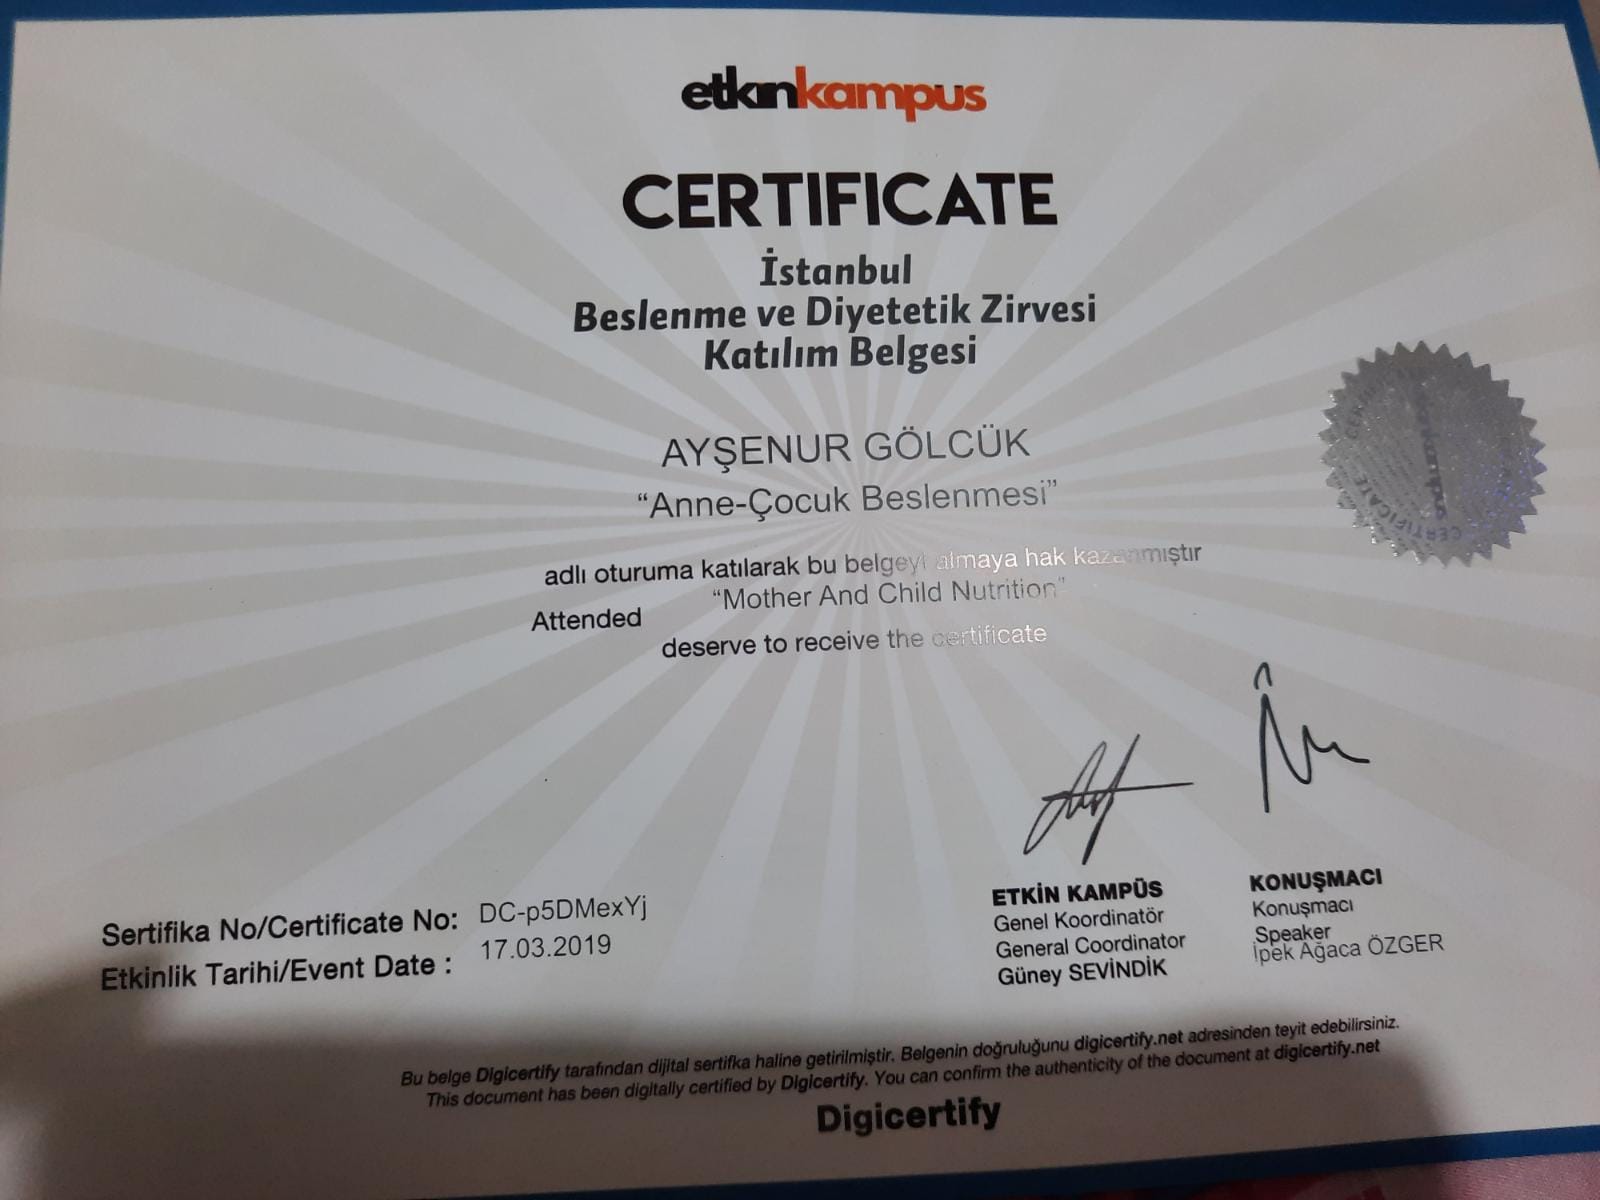 etkinkampus
CERTIFICATE
İstanbul
Beslenme ve Diyetetik Zirvesi
Katılım Belgesi
AYŞENUR GÖLCÜK
“Anne-Çocuk Beslenmesi”
adlı oturuma katılarak bu belgeyi almaya hak kazanmıştır
“Mother And Child Nutrition”
Attended
deserve to receive the certificate
CERTIFICATE
Sertifika No/Certificate No: DC-p5DMexYj
Etkinlik Tarihi/Event Date : 17.03.2019
ETKİN KAMPÜS
Genel Koordinatör
General Coordinator
Güney SEVİNDİK
KONUŞMACI
Konuşmacı
Speaker
İpek Ağaca ÖZGER
Bu belge Digicertify tarafından dijital sertifka haline getirilmiştir. Belgenin doğruluğunu digicertify.net adresinden teyit edebilirsiniz.
This document has been digitally certified by Digicertify. You can confirm the authenticity of the document at digicertify.net
Digicertify